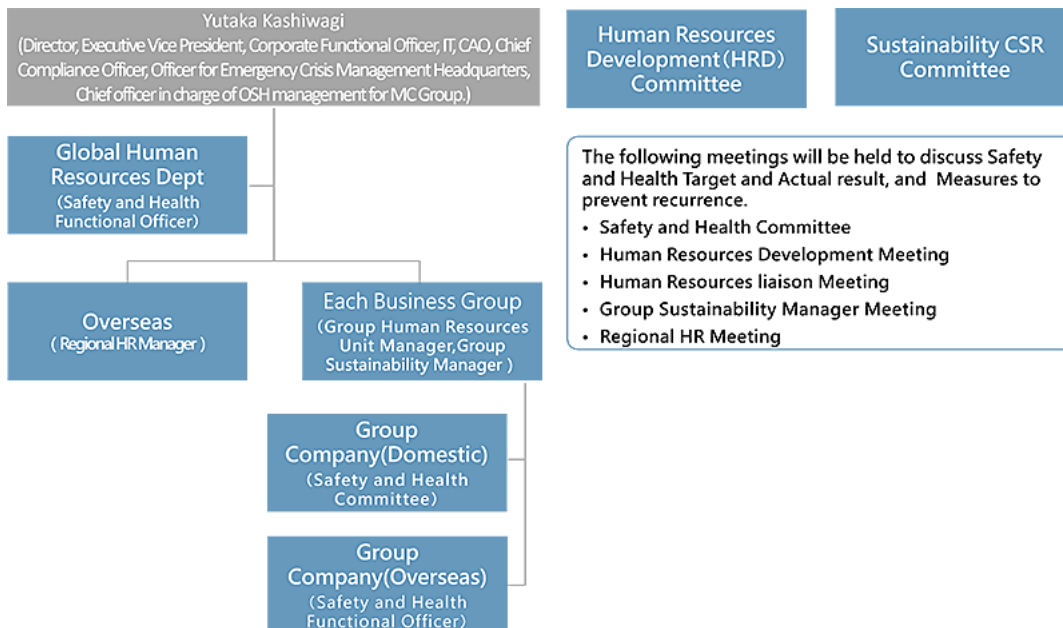 Yutaka Kashiwagi
(Director, Executive Vice President, Corporate Functional Officer, IT, CAO, Chief
Compliance Officer, Officer for Emergency Crisis Management Headquarters,
Chief officer in charge of OSH management for MC Group.)
Human Resources
Development(HRD)
Committee
Sustainability CSR
Committee
Global Human
Resources Dept
(Safety and Health
Functional Officer)
The following meetings will be held to discuss Safety
and Health Target and Actual result, and Measures to
prevent recurrence.
• Safety and Health Committee
• Human Resources Development Meeting
• Human Resources liaison Meeting
• Group Sustainability Manager Meeting
• Regional HR Meeting
Overseas
( Regional HR Manager )
Each Business Group
(Group Human Resources
Unit Manager,Group
Sustainability Manager )
Group
Company(Domestic)
(Safety and Health
Committee)
Group
Company(Overseas)
(Safety and Health
Functional Officer)